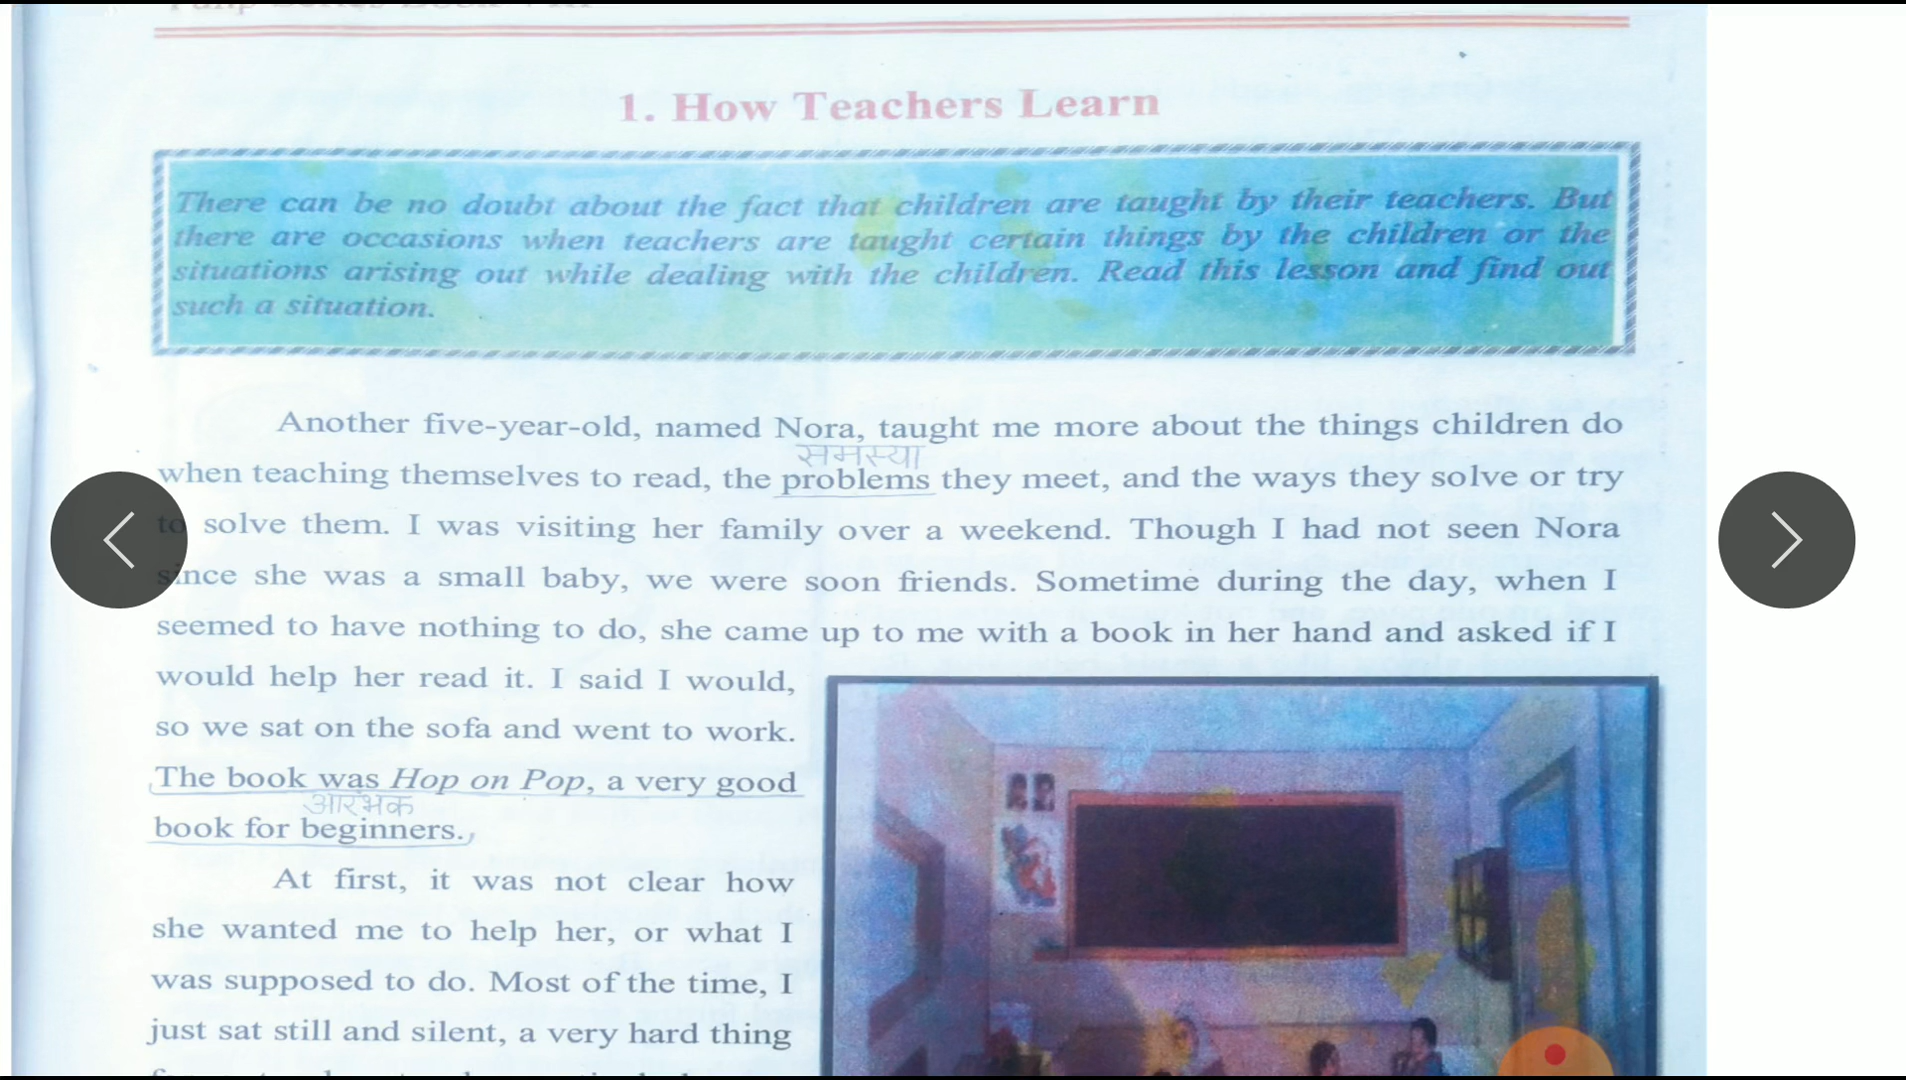 1. How Teachers Learn
There can be no doubt about the fact that children are taught by their teachers. But
there are occasions when teachers are taught certain things by the children or the
situations arising out while dealing with the children. Read this lesson and find out
such a situation.
Another five-year-old, named Nora, taught me more about the things children do
समस्या
when teaching themselves to read, the problems they meet, and the ways they solve or try
to solve them. I was visiting her family over a weekend. Though I had not seen Nora
since she was a small baby, we were soon friends. Sometime during the day, when I
seemed to have nothing to do, she came up to me with a book in her hand and asked if I
would help her read it. I said I would,
so we sat on the sofa and went to work.
The book was Hop on Pop, a very good
आरंभक
book for beginners.
At first, it was not clear how
she wanted me to help her, or what I
was supposed to do. Most of the time, I
just sat still and silent, a very hard thing